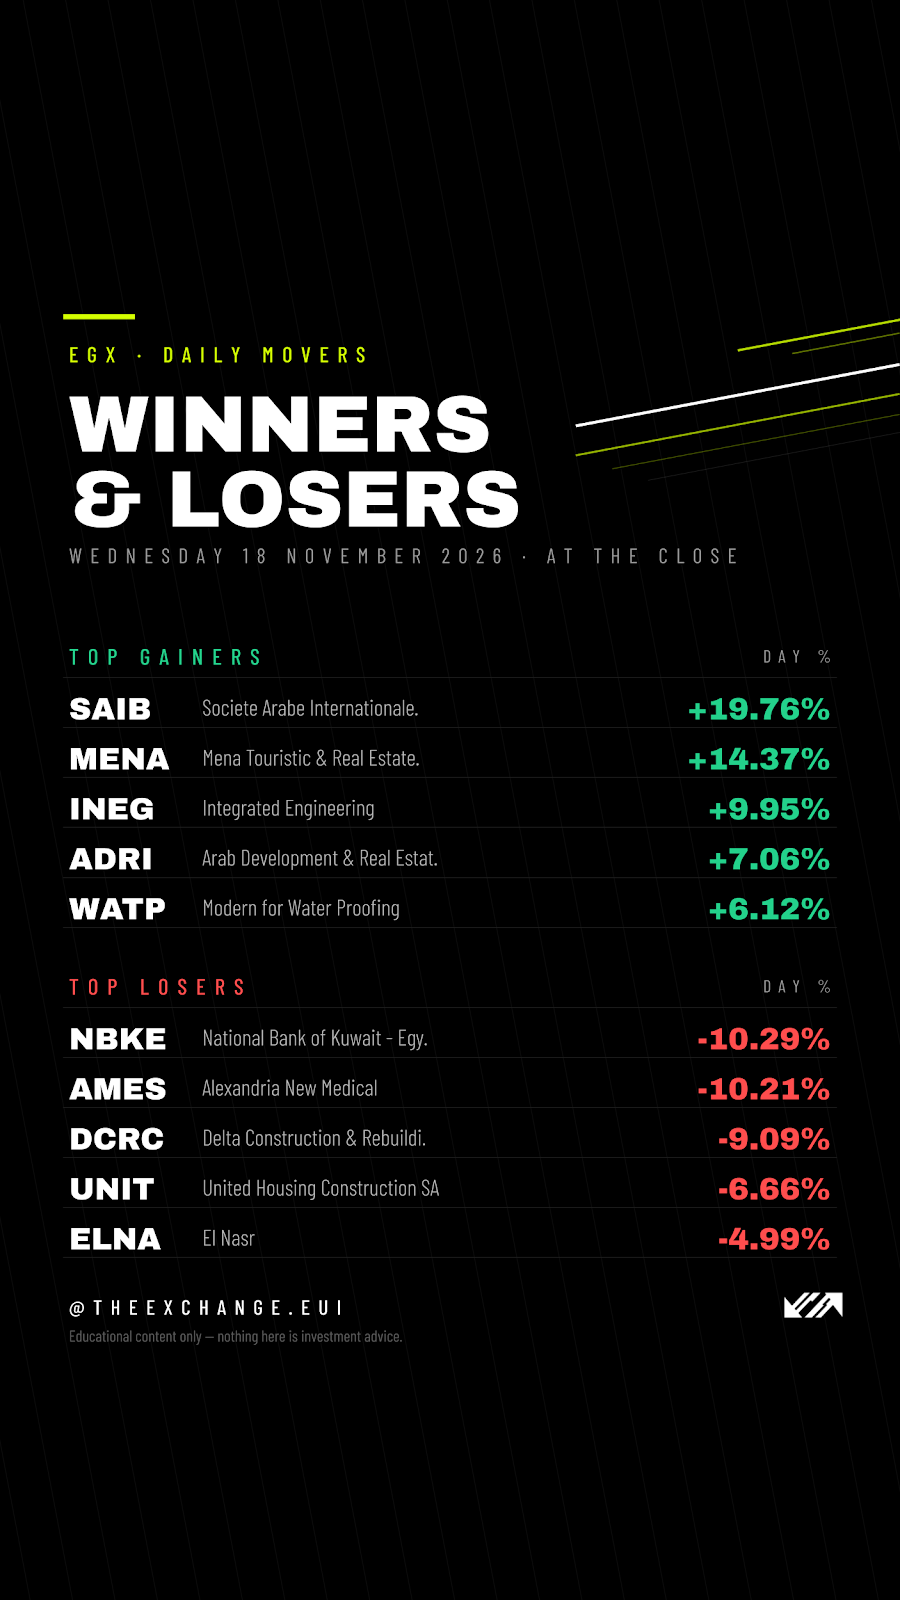 EGX · DAILY MOVERS
WINNERS
& LOSERS
WEDNESDAY 18 NOVEMBER 2026 · AT THE CLOSE
TOP GAINERS DAY %
SAIB Societe Arabe Internationale. +19.76%
MENA Mena Touristic & Real Estate. +14.37%
INEG Integrated Engineering +9.95%
ADRI Arab Development & Real Estat. +7.06%
WATP Modern for Water Proofing +6.12%
TOP LOSERS DAY %
NBKE National Bank of Kuwait - Egy. -10.29%
AMES Alexandria New Medical -10.21%
DCRC Delta Construction & Rebuildi. -9.09%
UNIT United Housing Construction SA -6.66%
ELNA El Nasr -4.99%
@THEEXCHANGE.EUI
Educational content only — nothing here is investment advice.